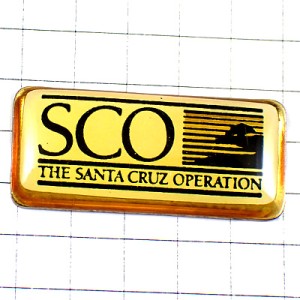 SCO
THE SANTA CRUZ OPERATION